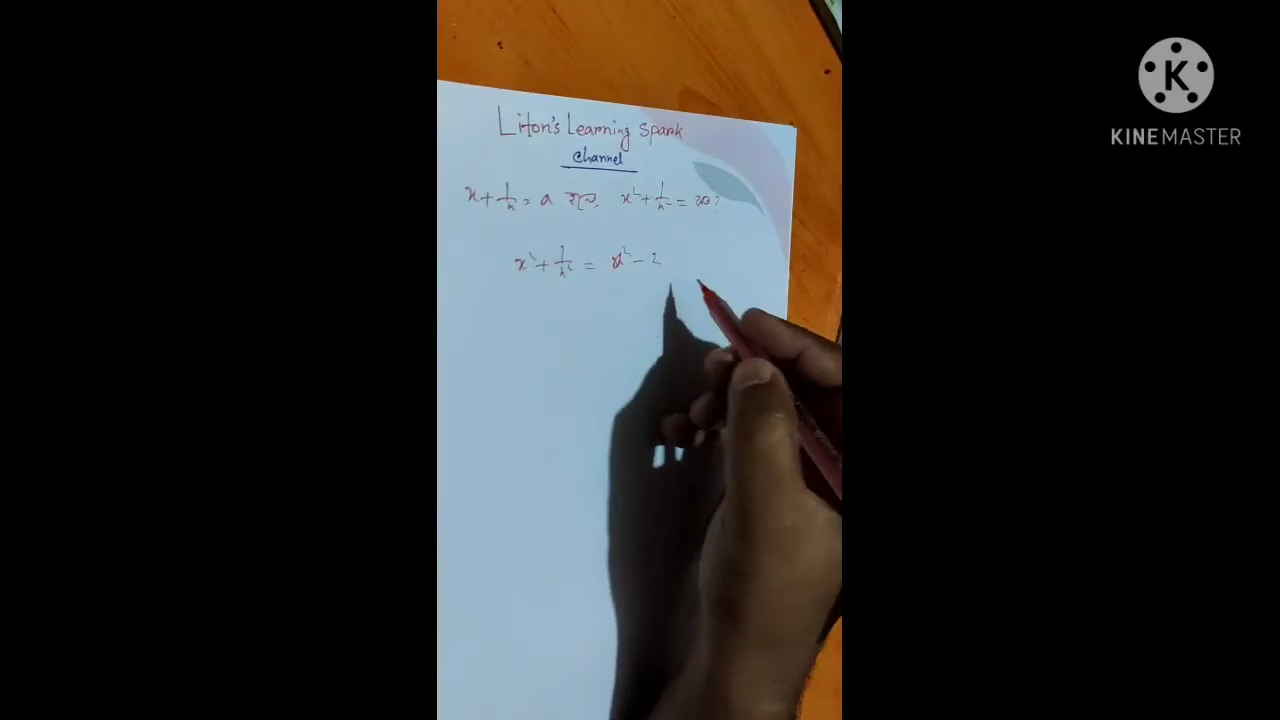 Liton's Learning Spark
Channel
x + 1/x = a হলে x² + 1/x² = কত?
x² + 1/x² = a² - 2
K
KINEMASTER